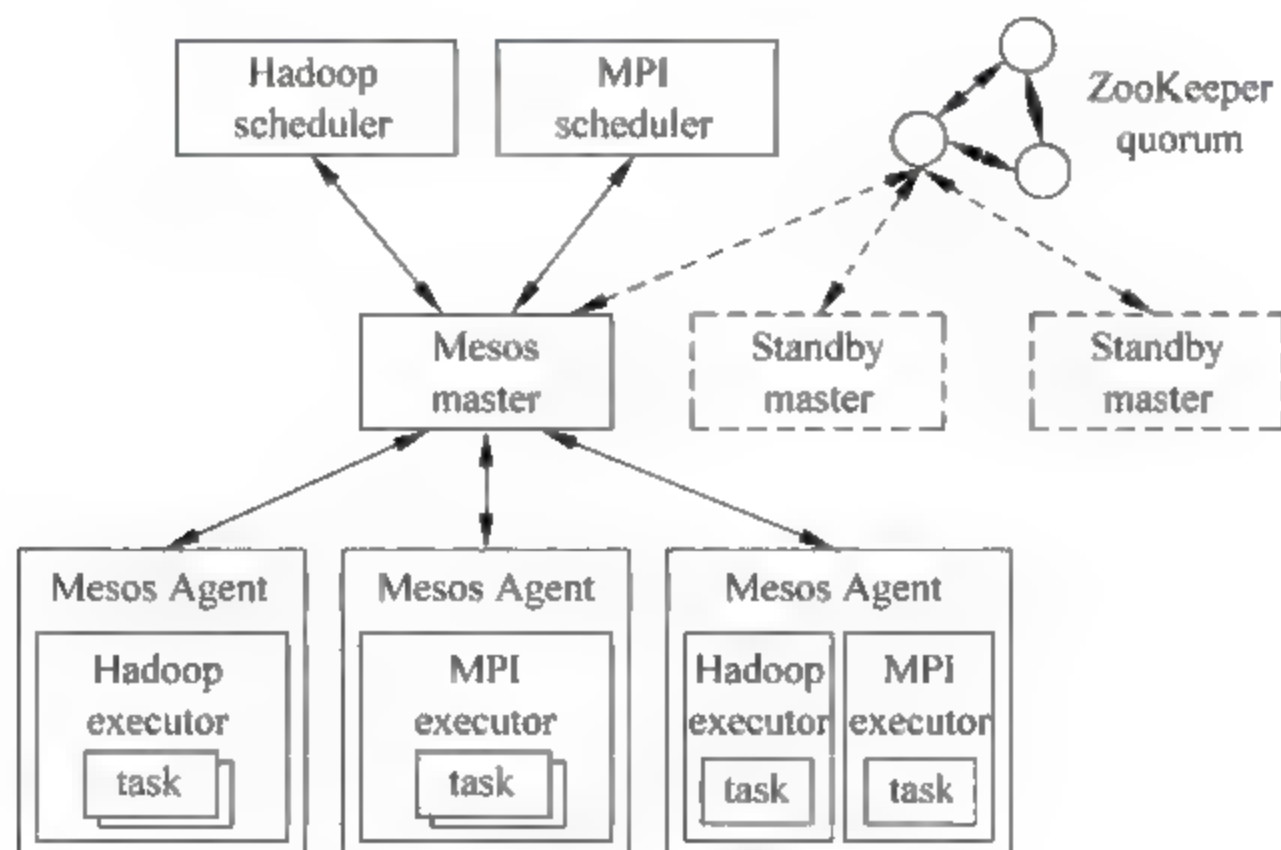 Hadoop
scheduler
MPI
scheduler
ZooKeeper
quorum
Mesos
master
Standby
master
Standby
master
Mesos Agent
Hadoop
executor
task
Mesos Agent
MPI
executor
task
Mesos Agent
Hadoop
executor
task
MPI
executor
task